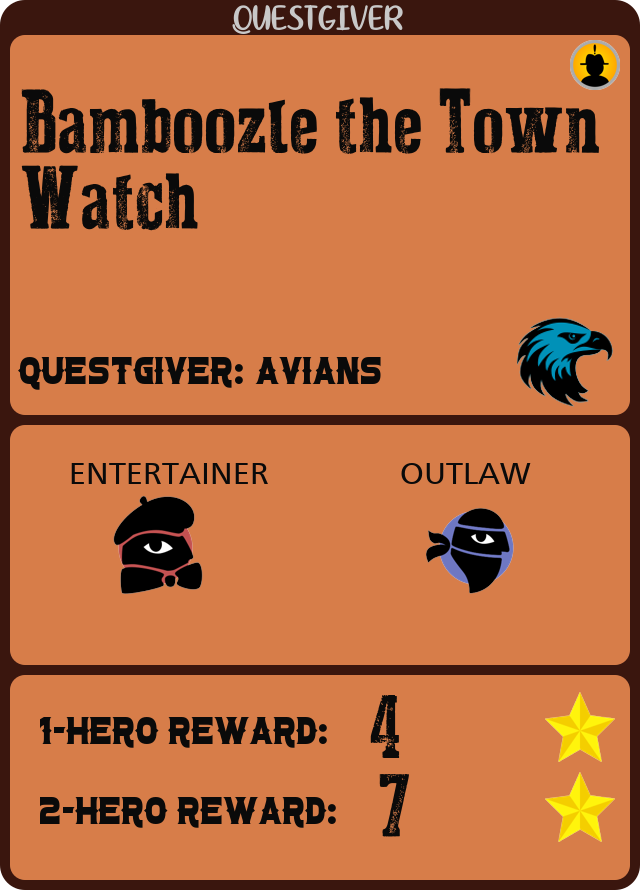 QUESTGIVER
Bamboozle the Town
Watch
QUESTGIVER: AVIANS
ENTERTAINER
OUTLAW
1-HERO REWARD: 4
2-HERO REWARD: 7